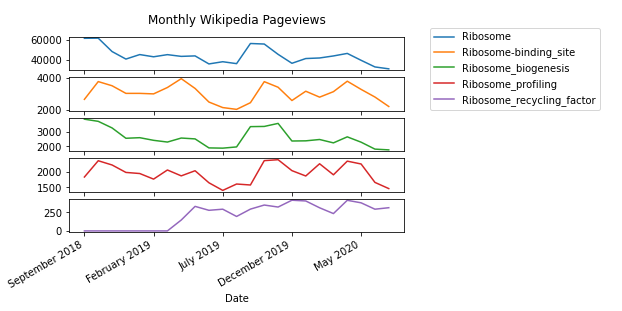 Monthly Wikipedia Pageviews
Ribosome
Ribosome-binding_site
Ribosome_biogenesis
Ribosome_profiling
Ribosome_recycling_factor
60000
40000
4000
2000
3000
2000
2000
1500
250
0
September 2018
February 2019
July 2019
December 2019
May 2020
Date